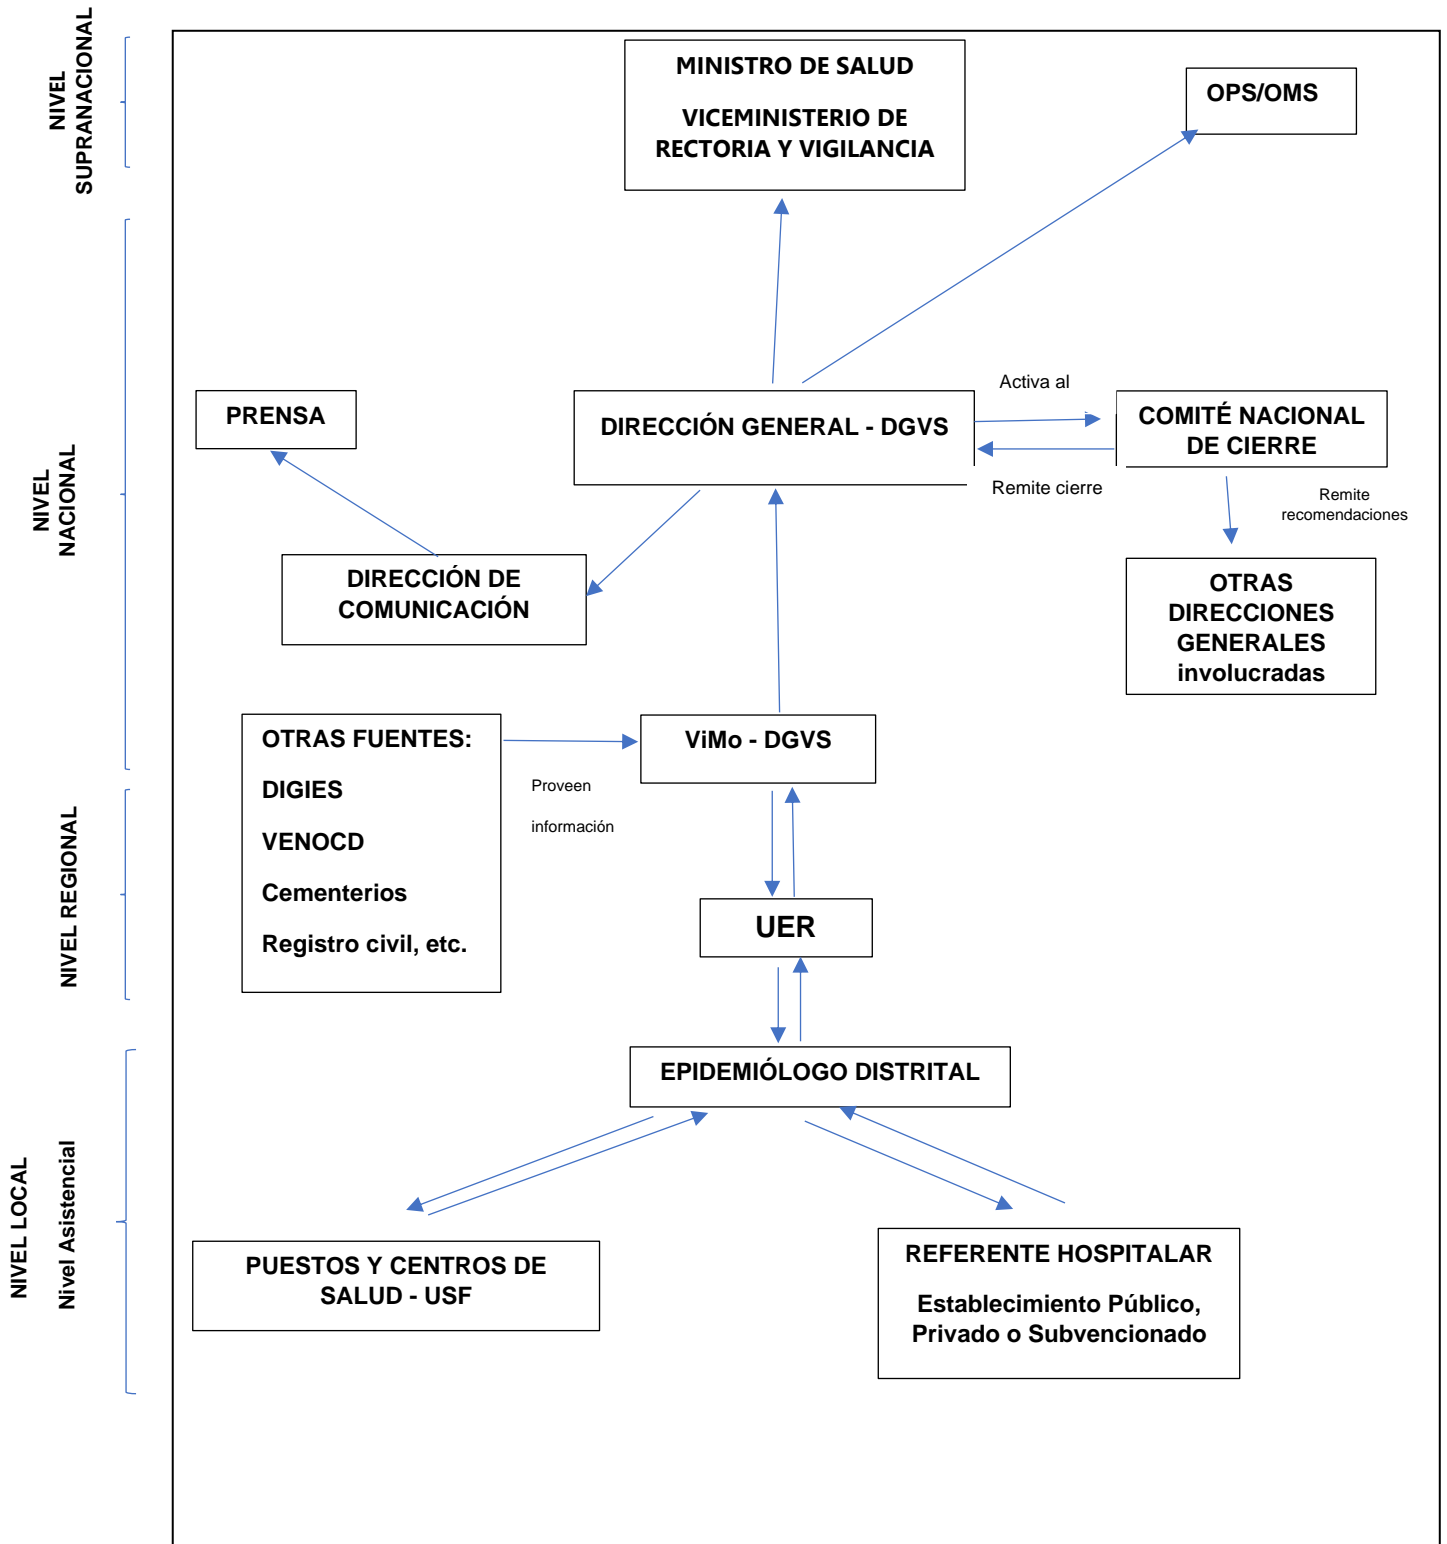 NIVEL
SUPRANACIONAL
MINISTRO DE SALUD
VICEMINISTERIO DE
RECTORIA Y VIGILANCIA
OPS/OMS
NIVEL
NACIONAL
PRENSA
DIRECCIÓN GENERAL - DGVS
Activa al
Remite cierre
COMITÉ NACIONAL
DE CIERRE
Remite
recomendaciones
DIRECCIÓN DE
COMUNICACIÓN
OTRAS
DIRECCIONES
GENERALES
involucradas
OTRAS FUENTES:
DIGIES
VENOCD
Cementerios
Registro civil, etc.
Proveen
información
ViMo - DGVS
NIVEL REGIONAL
UER
EPIDEMIÓLOGO DISTRITAL
NIVEL LOCAL
Nivel Asistencial
PUESTOS Y CENTROS DE
SALUD - USF
REFERENTE HOSPITALAR
Establecimiento Público,
Privado o Subvencionado